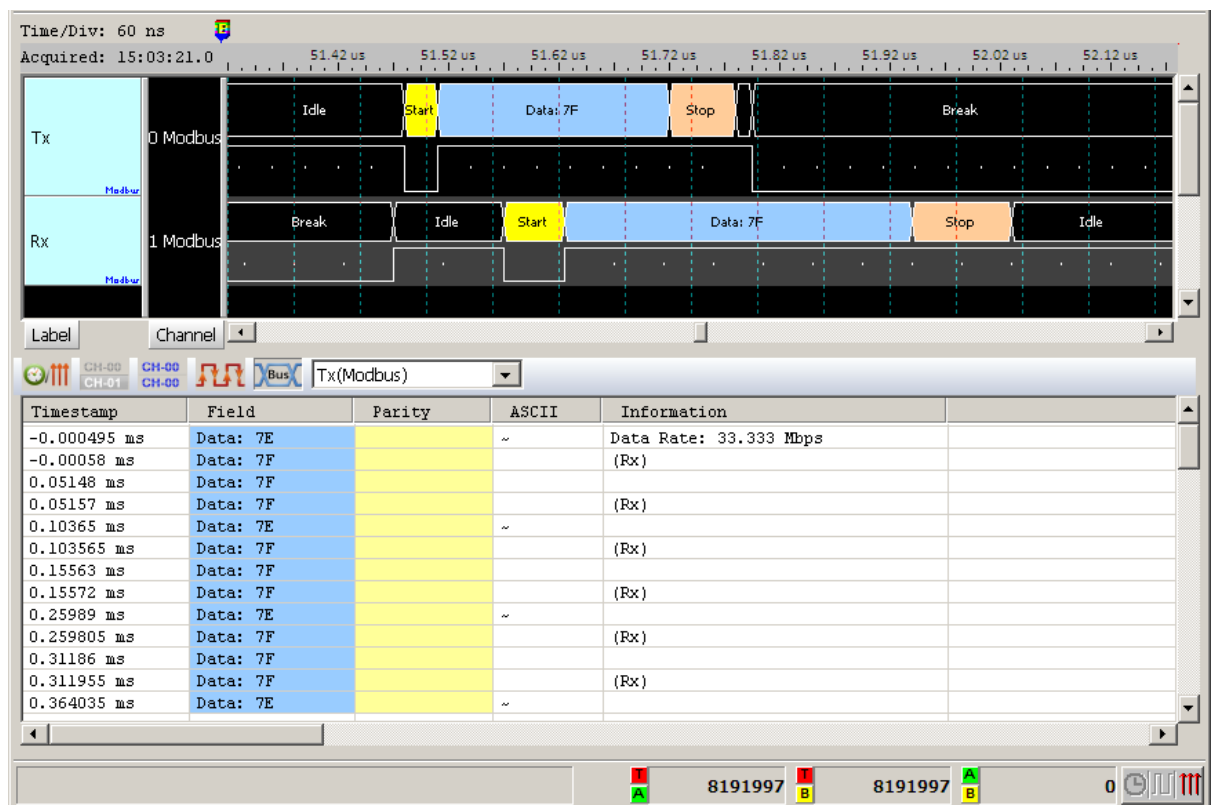 Time/Div: 60 ns B
Acquired: 15:03:21.0 51.42 us 51.52 us 51.62 us 51.72 us 51.82 us 51.92 us 52.02 us 52.12 us
Tx 0 Modbus Idle Start Data: 7F Stop Break
Modbus
Rx 1 Modbus Break Idle Start Data: 7F Stop Idle
Modbus
Label Channel
CH-00 CH-01 CH-00 CH-00 Bus Tx(Modbus)
Timestamp Field Parity ASCII Information
-0.000495 ms Data: 7E ~ Data Rate: 33.333 Mbps
-0.00058 ms Data: 7F (Rx)
0.05148 ms Data: 7F
0.05157 ms Data: 7F (Rx)
0.10365 ms Data: 7E ~
0.103565 ms Data: 7F (Rx)
0.15563 ms Data: 7F
0.15572 ms Data: 7F (Rx)
0.25989 ms Data: 7E ~
0.259805 ms Data: 7F (Rx)
0.31186 ms Data: 7F
0.311955 ms Data: 7F (Rx)
0.364035 ms Data: 7E ~
T A 8191997 T B 8191997 A B 0